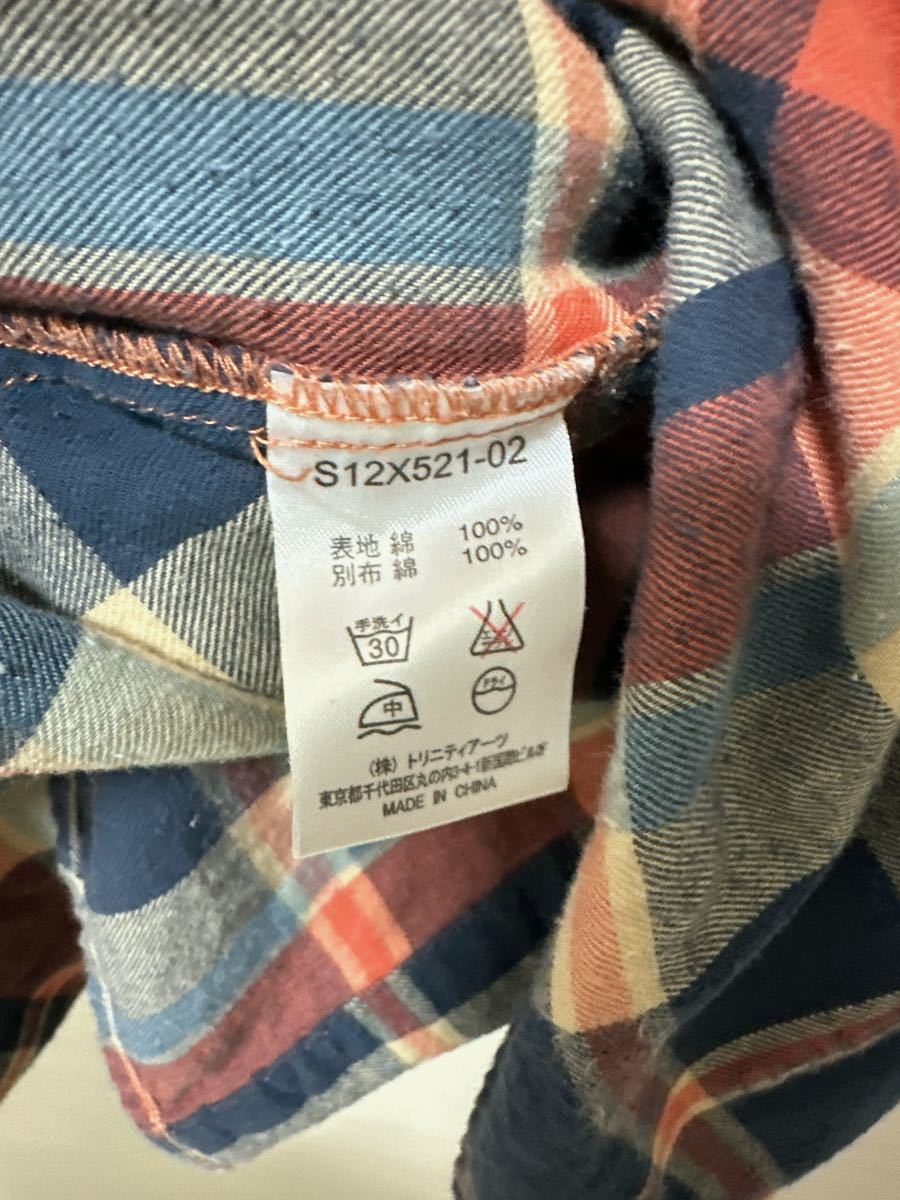 S12X521-02
表地 綿 100%
別布 綿 100%
手洗イ
30
中
ドライ
(株) トリニティアーツ
東京都千代田区丸の内3-4-1新国際ビル
MADE IN CHINA